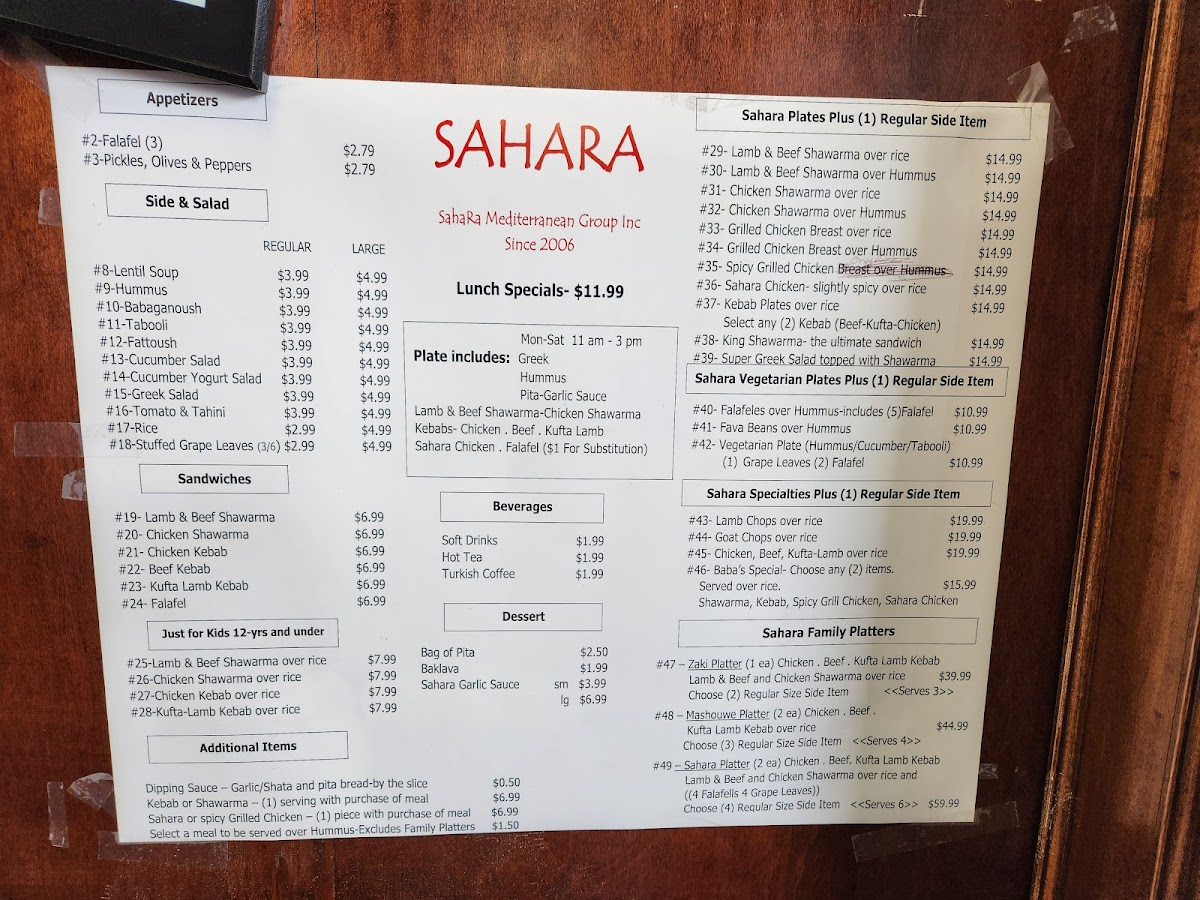 Appetizers
#2-Falafel (3) $2.79
#3-Pickles, Olives & Peppers $2.79
Side & Salad
REGULAR LARGE
#8-Lentil Soup $3.99 $4.99
#9-Hummus $3.99 $4.99
#10-Babaganoush $3.99 $4.99
#11-Tabooli $3.99 $4.99
#12-Fattoush $3.99 $4.99
#13-Cucumber Salad $3.99 $4.99
#14-Cucumber Yogurt Salad $3.99 $4.99
#15-Greek Salad $3.99 $4.99
#16-Tomato & Tahini $3.99 $4.99
#17-Rice $2.99 $4.99
#18-Stuffed Grape Leaves (3/6) $2.99 $4.99
Sandwiches
#19- Lamb & Beef Shawarma $6.99
#20- Chicken Shawarma $6.99
#21- Chicken Kebab $6.99
#22- Beef Kebab $6.99
#23- Kufta Lamb Kebab $6.99
#24- Falafel $6.99
Just for Kids 12-yrs and under
#25-Lamb & Beef Shawarma over rice $7.99
#26-Chicken Shawarma over rice $7.99
#27-Chicken Kebab over rice $7.99
#28-Kufta-Lamb Kebab over rice $7.99
Additional Items
Dipping Sauce – Garlic/Shata and pita bread-by the slice $0.50
Kebab or Shawarma – (1) serving with purchase of meal $6.99
Sahara or spicy Grilled Chicken – (1) piece with purchase of meal $6.99
Select a meal to be served over Hummus-Excludes Family Platters $1.50
SAHARA
SahaRa Mediterranean Group Inc
Since 2006
Lunch Specials- $11.99
Mon-Sat 11 am - 3 pm
Plate includes: Greek
Hummus
Pita-Garlic Sauce
Lamb & Beef Shawarma-Chicken Shawarma
Kebabs- Chicken . Beef . Kufta Lamb
Sahara Chicken . Falafel ($1 For Substitution)
Beverages
Soft Drinks $1.99
Hot Tea $1.99
Turkish Coffee $1.99
Dessert
Bag of Pita $2.50
Baklava $1.99
Sahara Garlic Sauce sm $3.99
lg $6.99
Sahara Plates Plus (1) Regular Side Item
#29- Lamb & Beef Shawarma over rice $14.99
#30- Lamb & Beef Shawarma over Hummus $14.99
#31- Chicken Shawarma over rice $14.99
#32- Chicken Shawarma over Hummus $14.99
#33- Grilled Chicken Breast over rice $14.99
#34- Grilled Chicken Breast over Hummus $14.99
#35- Spicy Grilled Chicken Breast over Hummus $14.99
#36- Sahara Chicken- slightly spicy over rice $14.99
#37- Kebab Plates over rice $14.99
Select any (2) Kebab (Beef-Kufta-Chicken)
#38- King Shawarma- the ultimate sandwich $14.99
#39- Super Greek Salad topped with Shawarma $14.99
Sahara Vegetarian Plates Plus (1) Regular Side Item
#40- Falafeles over Hummus-includes (5)Falafel $10.99
#41- Fava Beans over Hummus $10.99
#42- Vegetarian Plate (Hummus/Cucumber/Tabooli)
(1) Grape Leaves (2) Falafel $10.99
Sahara Specialties Plus (1) Regular Side Item
#43- Lamb Chops over rice $19.99
#44- Goat Chops over rice $19.99
#45- Chicken, Beef, Kufta-Lamb over rice $19.99
#46- Baba's Special- Choose any (2) items.
Served over rice. $15.99
Shawarma, Kebab, Spicy Grill Chicken, Sahara Chicken
Sahara Family Platters
#47 – Zaki Platter (1 ea) Chicken . Beef . Kufta Lamb Kebab
Lamb & Beef and Chicken Shawarma over rice $39.99
Choose (2) Regular Size Side Item <<Serves 3>>
#48 – Mashouwe Platter (2 ea) Chicken . Beef .
Kufta Lamb Kebab over rice $44.99
Choose (3) Regular Size Side Item <<Serves 4>>
#49 – Sahara Platter (2 ea) Chicken . Beef. Kufta Lamb Kebab
Lamb & Beef and Chicken Shawarma over rice and
((4 Falafells 4 Grape Leaves))
Choose (4) Regular Size Side Item <<Serves 6>> $59.99